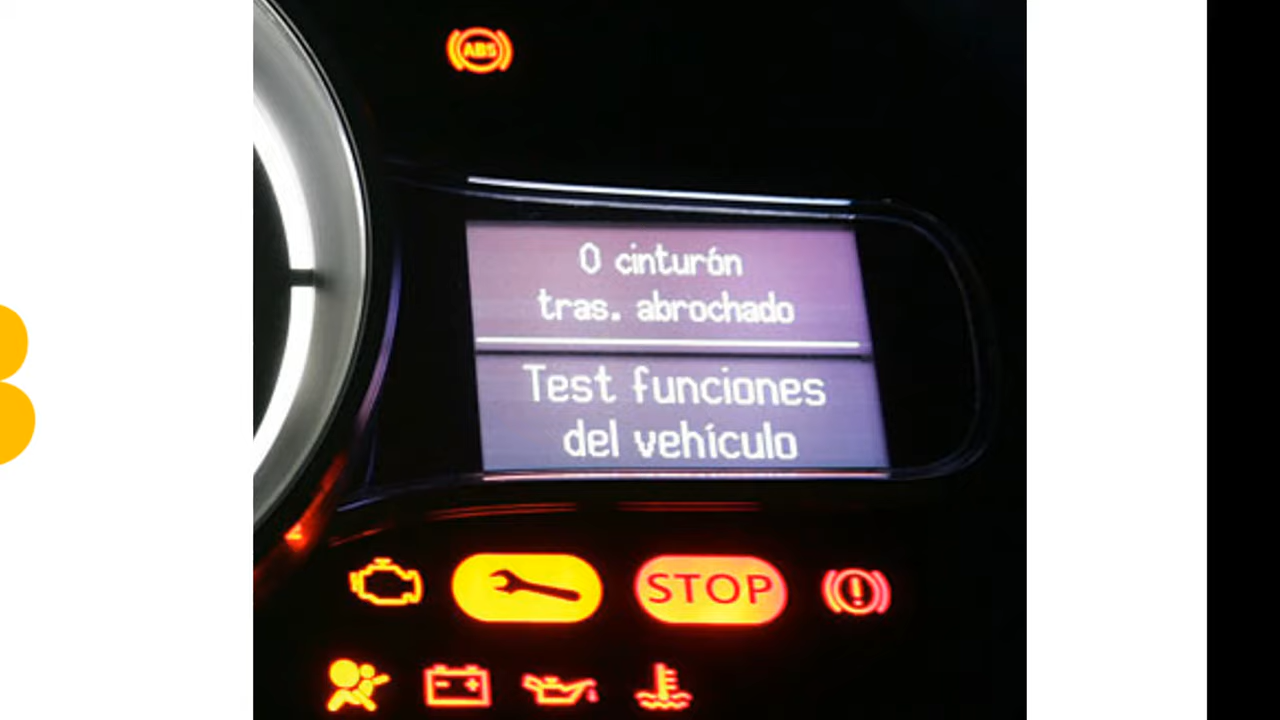 ABS
0 cinturón
tras. abrochado
Test funciones
del vehículo
STOP